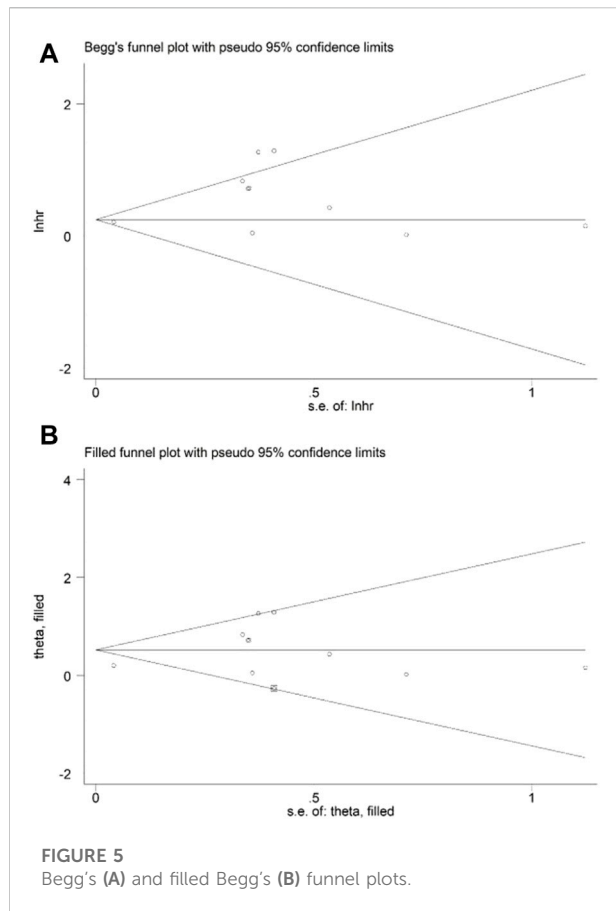 A
Begg's funnel plot with pseudo 95% confidence limits
2
0
-2
lnhr
0
.5
1
s.e. of: lnhr
B
Filled funnel plot with pseudo 95% confidence limits
4
2
0
-2
theta, filled
0
.5
1
s.e. of: theta, filled
FIGURE 5
Begg's (A) and filled Begg's (B) funnel plots.